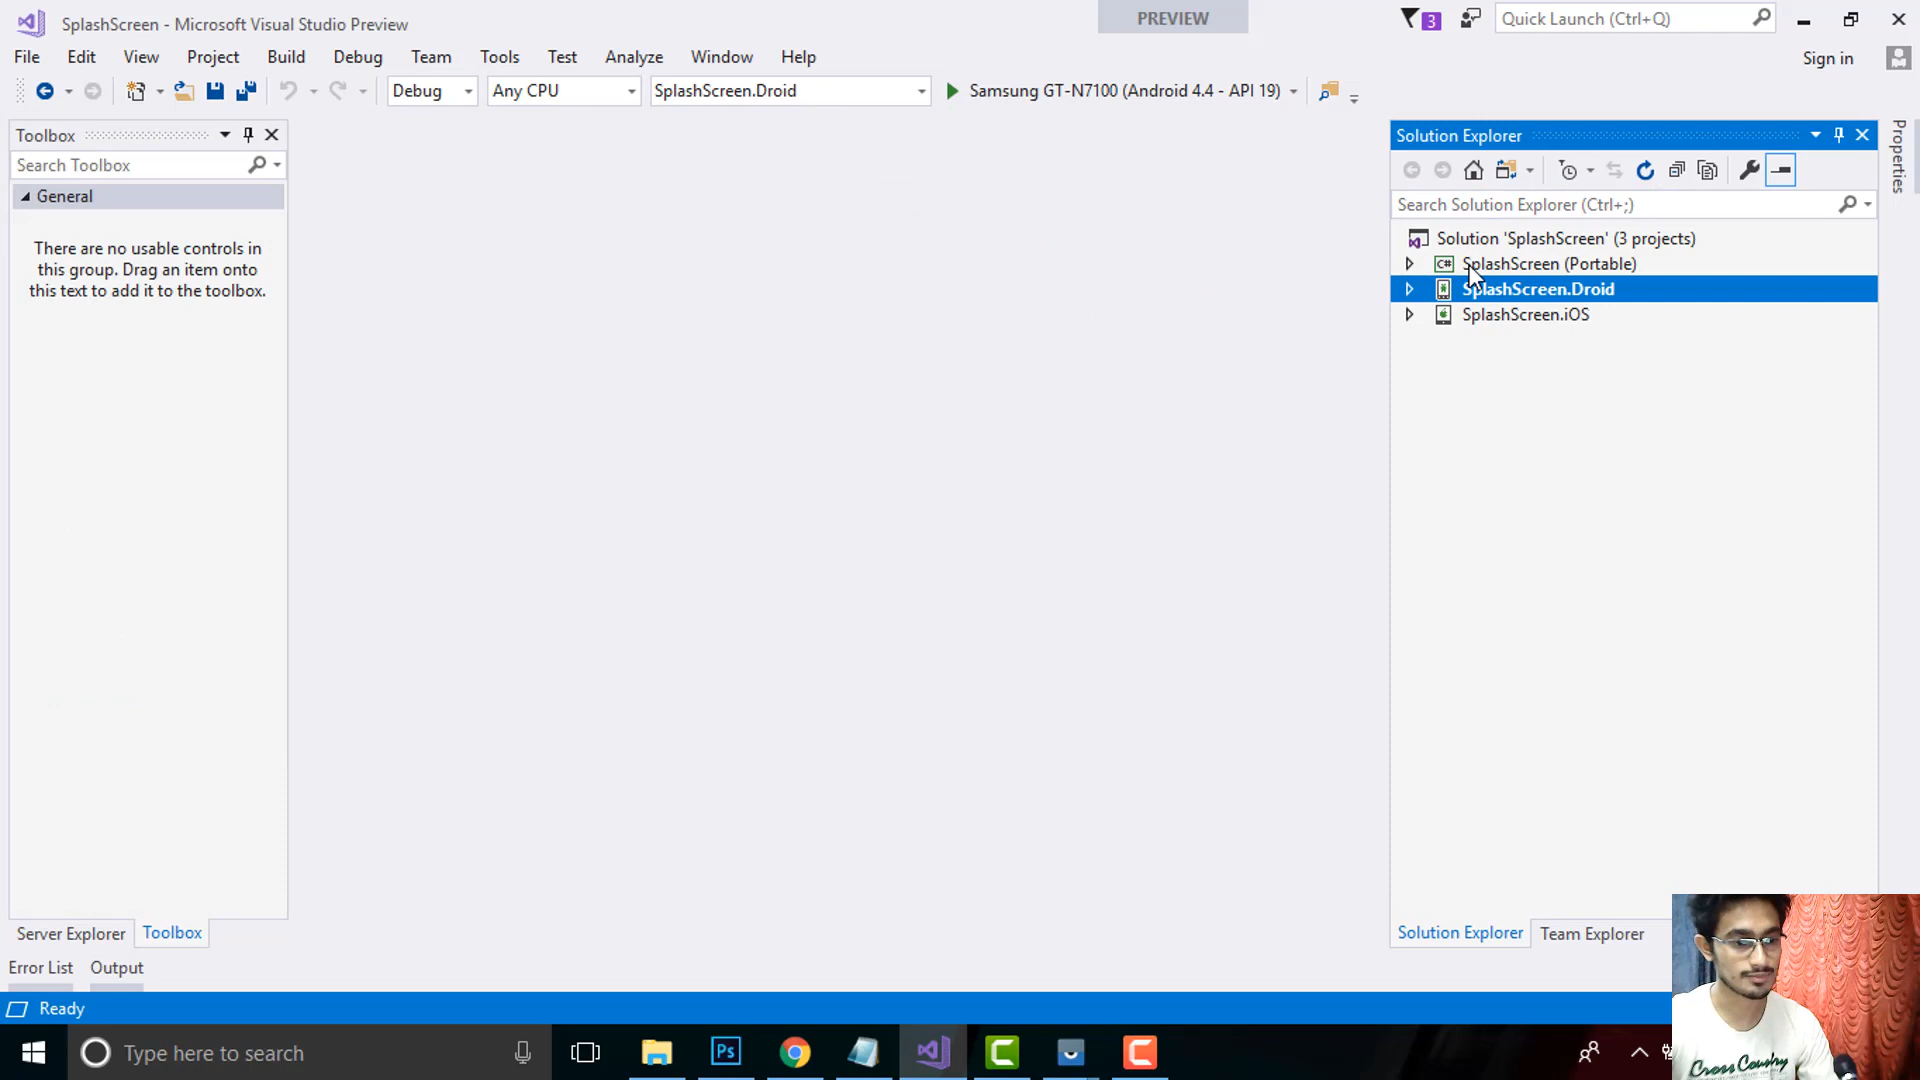 SplashScreen - Microsoft Visual Studio Preview
PREVIEW
3
Quick Launch (Ctrl+Q)
File Edit View Project Build Debug Team Tools Test Analyze Window Help
Sign in
Debug
Any CPU
SplashScreen.Droid
Samsung GT-N7100 (Android 4.4 - API 19)
Toolbox
Search Toolbox
General
There are no usable controls in
this group. Drag an item onto
this text to add it to the toolbox.
Solution Explorer
Search Solution Explorer (Ctrl+;)
Solution 'SplashScreen' (3 projects)
C# SplashScreen (Portable)
SplashScreen.Droid
SplashScreen.iOS
Properties
Server Explorer Toolbox
Solution Explorer Team Explorer
Error List Output
Ready
Type here to search
Ps
Cross Country